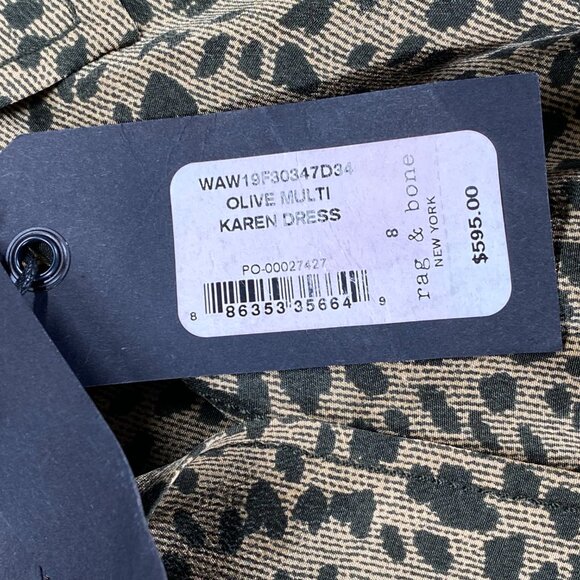 WAW19F30347D34
OLIVE MULTI
KAREN DRESS
PO-00027427
8 86353 35664 9
8
rag & bone
NEW YORK
$595.00